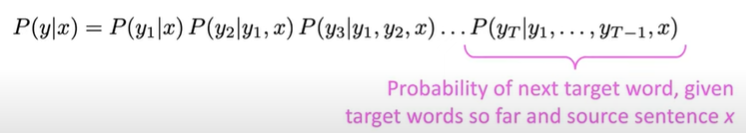 P(y|x) = P(y₁|x) P(y₂|y₁, x) P(y₃|y₁, y₂, x) … P(y_T|y₁, …, y_{T−1}, x)
Probability of next target word, given
target words so far and source sentence x